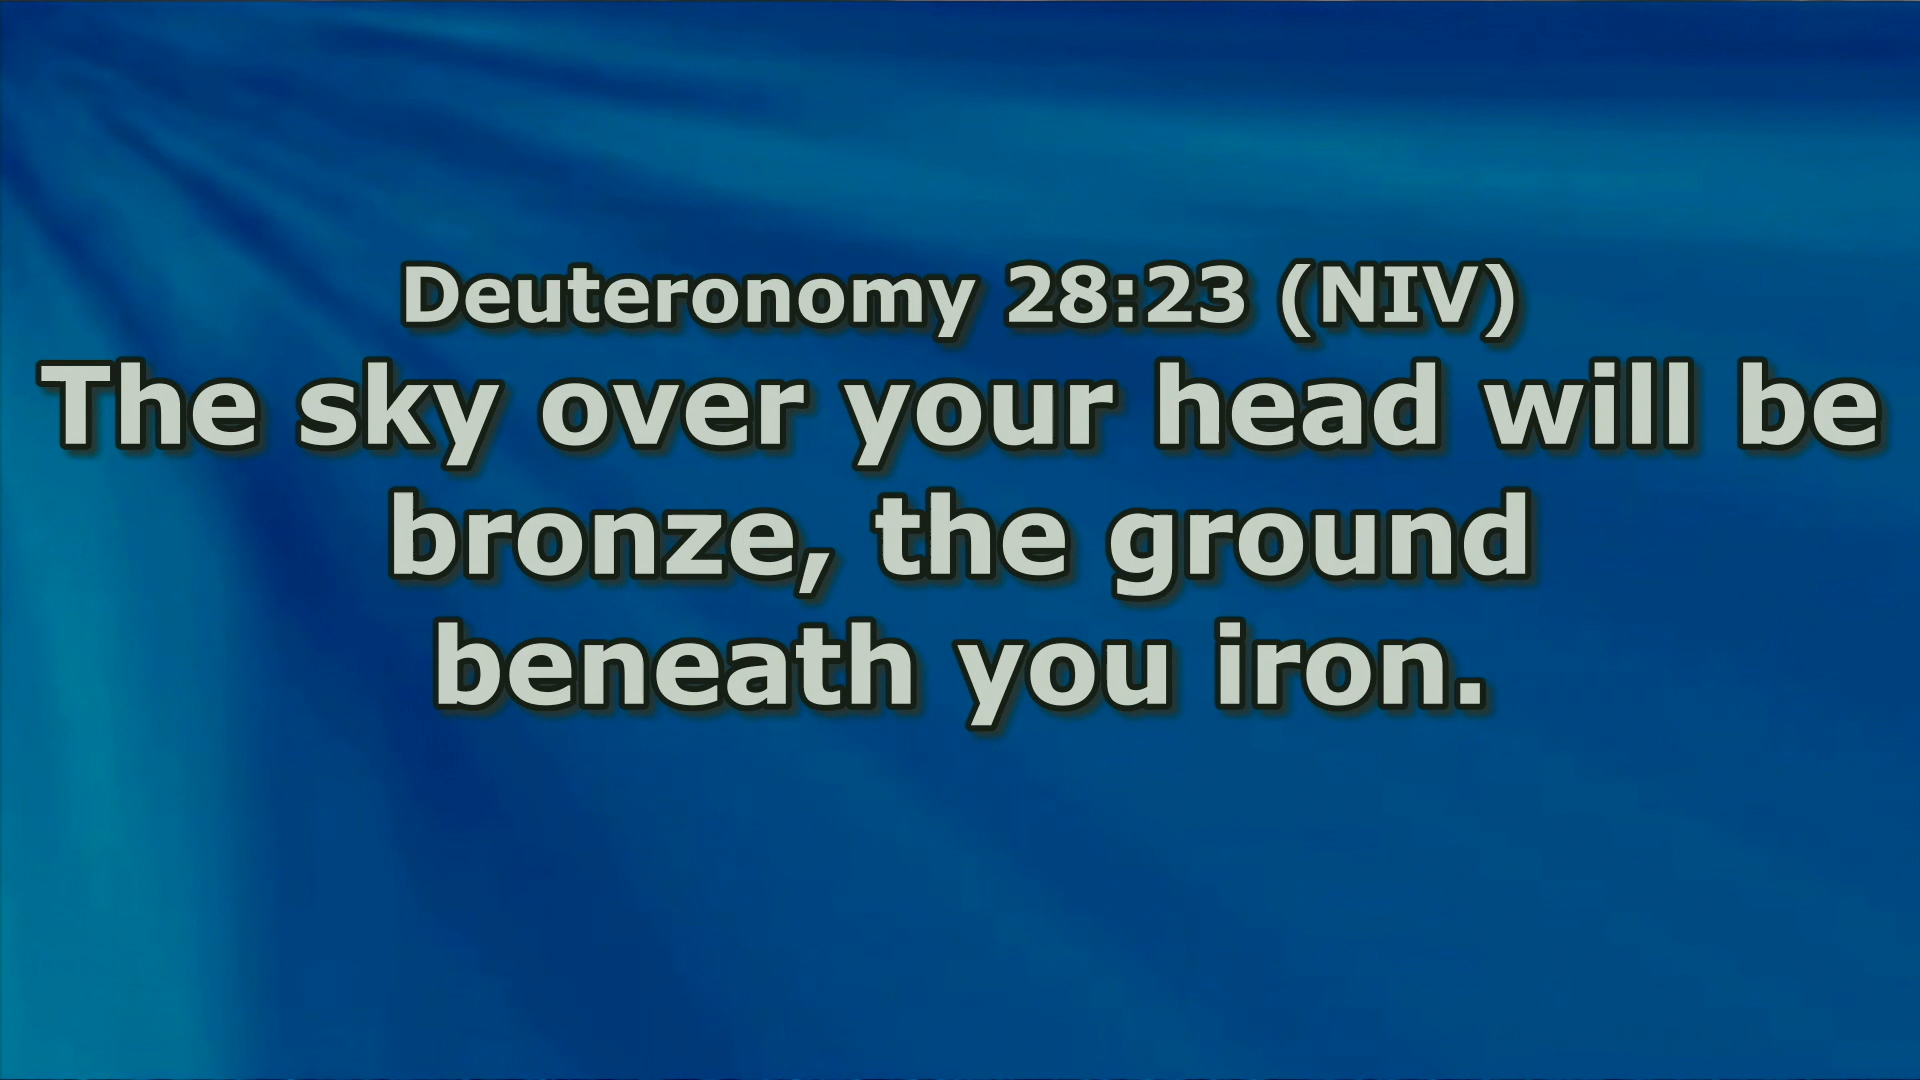 Deuteronomy 28:23 (NIV)
The sky over your head will be
bronze, the ground
beneath you iron.